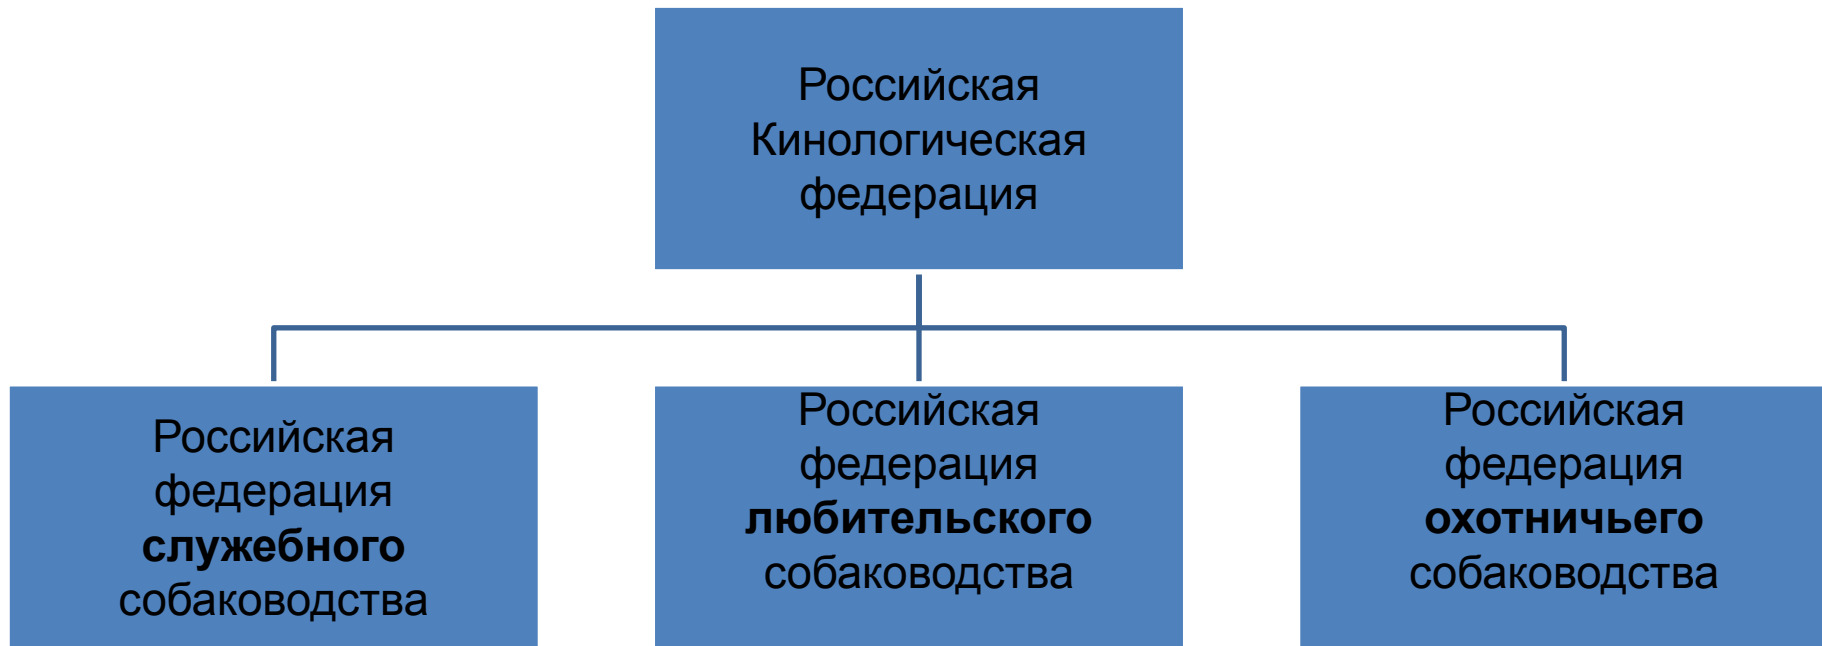 Российская
Кинологическая
федерация
Российская
федерация
служебного
собаководства
Российская
федерация
любительского
собаководства
Российская
федерация
охотничьего
собаководства